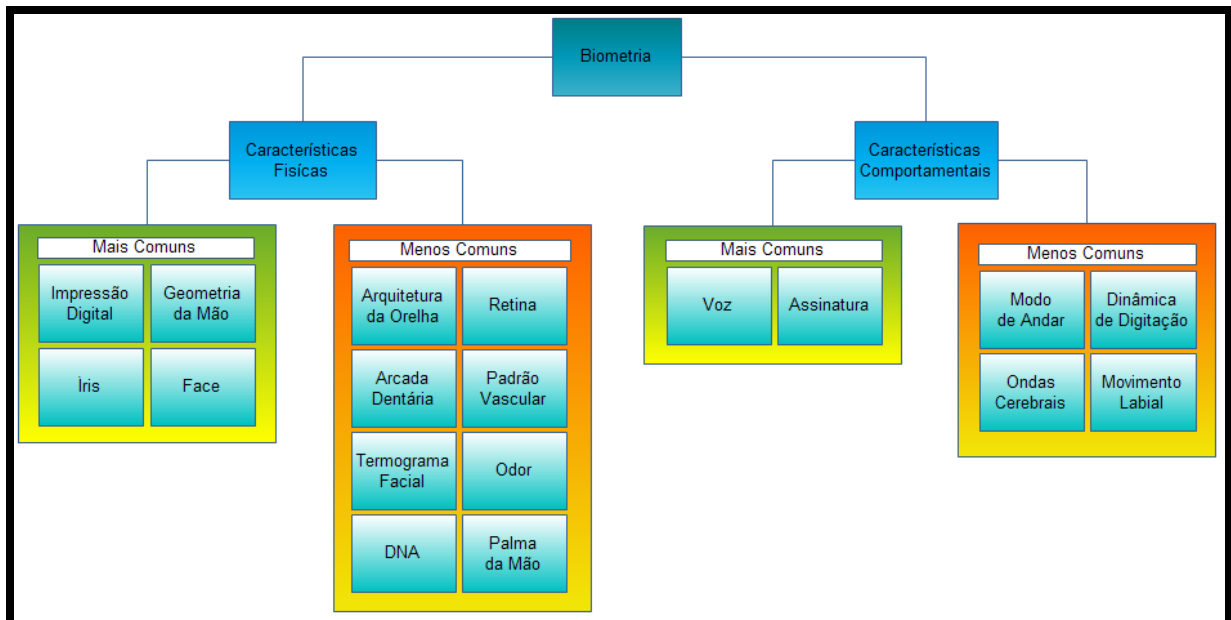 Biometria
Características
Fisícas
Características
Comportamentais
Mais Comuns
Impressão
Digital
Geometria
da Mão
Ìris
Face
Menos Comuns
Arquitetura
da Orelha
Retina
Arcada
Dentária
Padrão
Vascular
Termograma
Facial
Odor
DNA
Palma
da Mão
Mais Comuns
Voz
Assinatura
Menos Comuns
Modo
de Andar
Dinâmica
de Digitação
Ondas
Cerebrais
Movimento
Labial